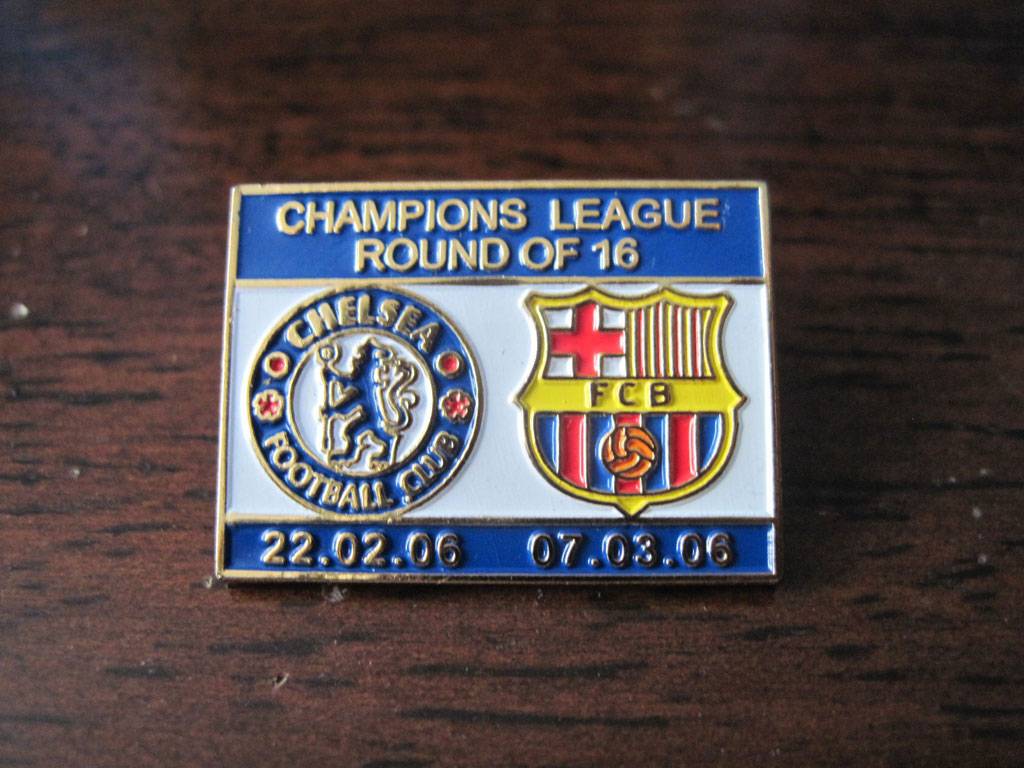 CHAMPIONS LEAGUE
ROUND OF 16
CHELSEA
FOOTBALL CLUB
FCB
22.02.06 07.03.06